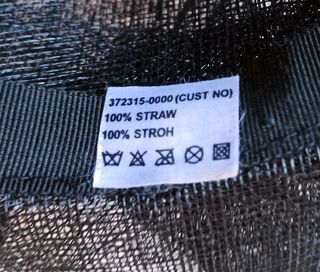 372315-0000 (CUST NO)
100% STRAW
100% STROH